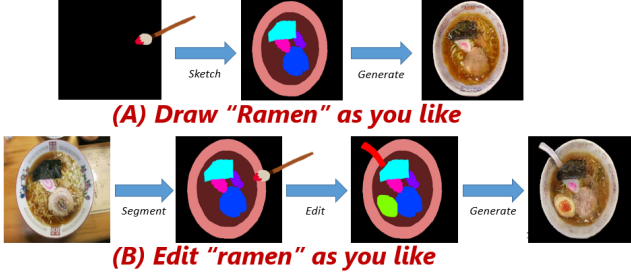 Sketch
Generate
(A) Draw “Ramen” as you like
Segment
Edit
Generate
(B) Edit “ramen” as you like